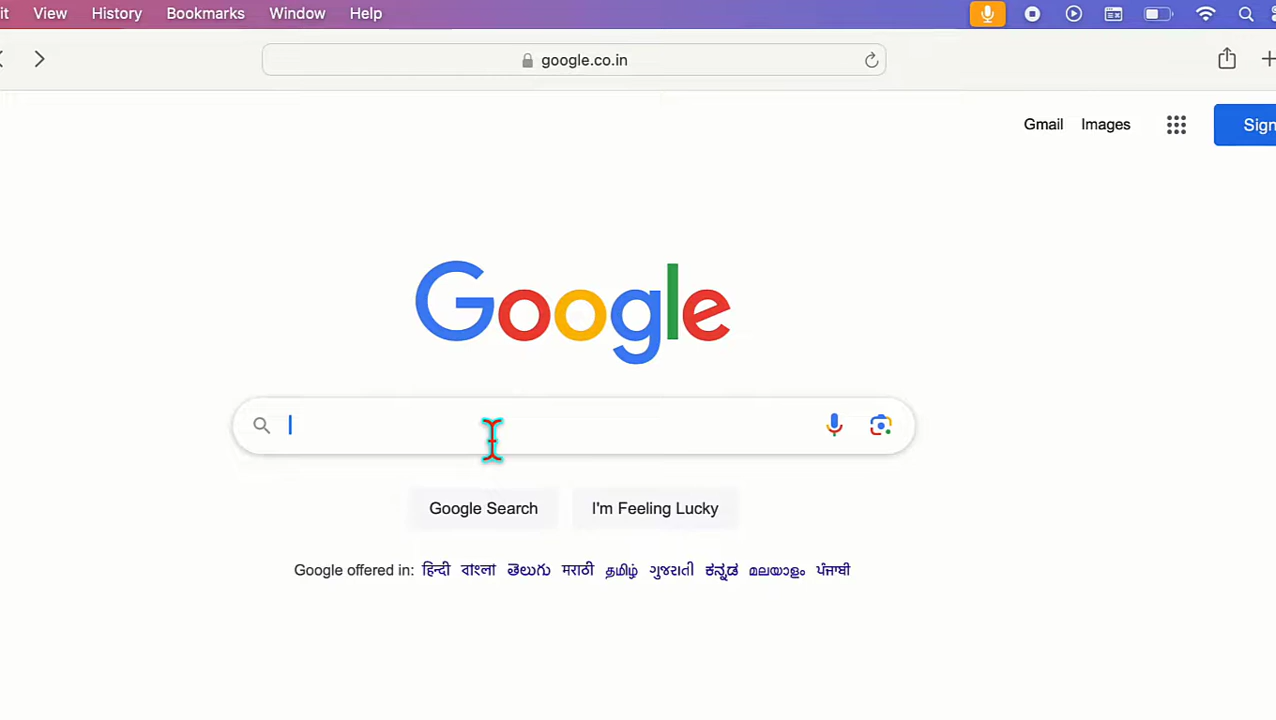 it View History Bookmarks Window Help
google.co.in
Gmail Images Sign
Google
Google Search I'm Feeling Lucky
Google offered in: हिन्दी বাংলা తెలుగు मराठी தமிழ் ગુજરાતી ಕನ್ನಡ മലയാളം ਪੰਜਾਬੀ